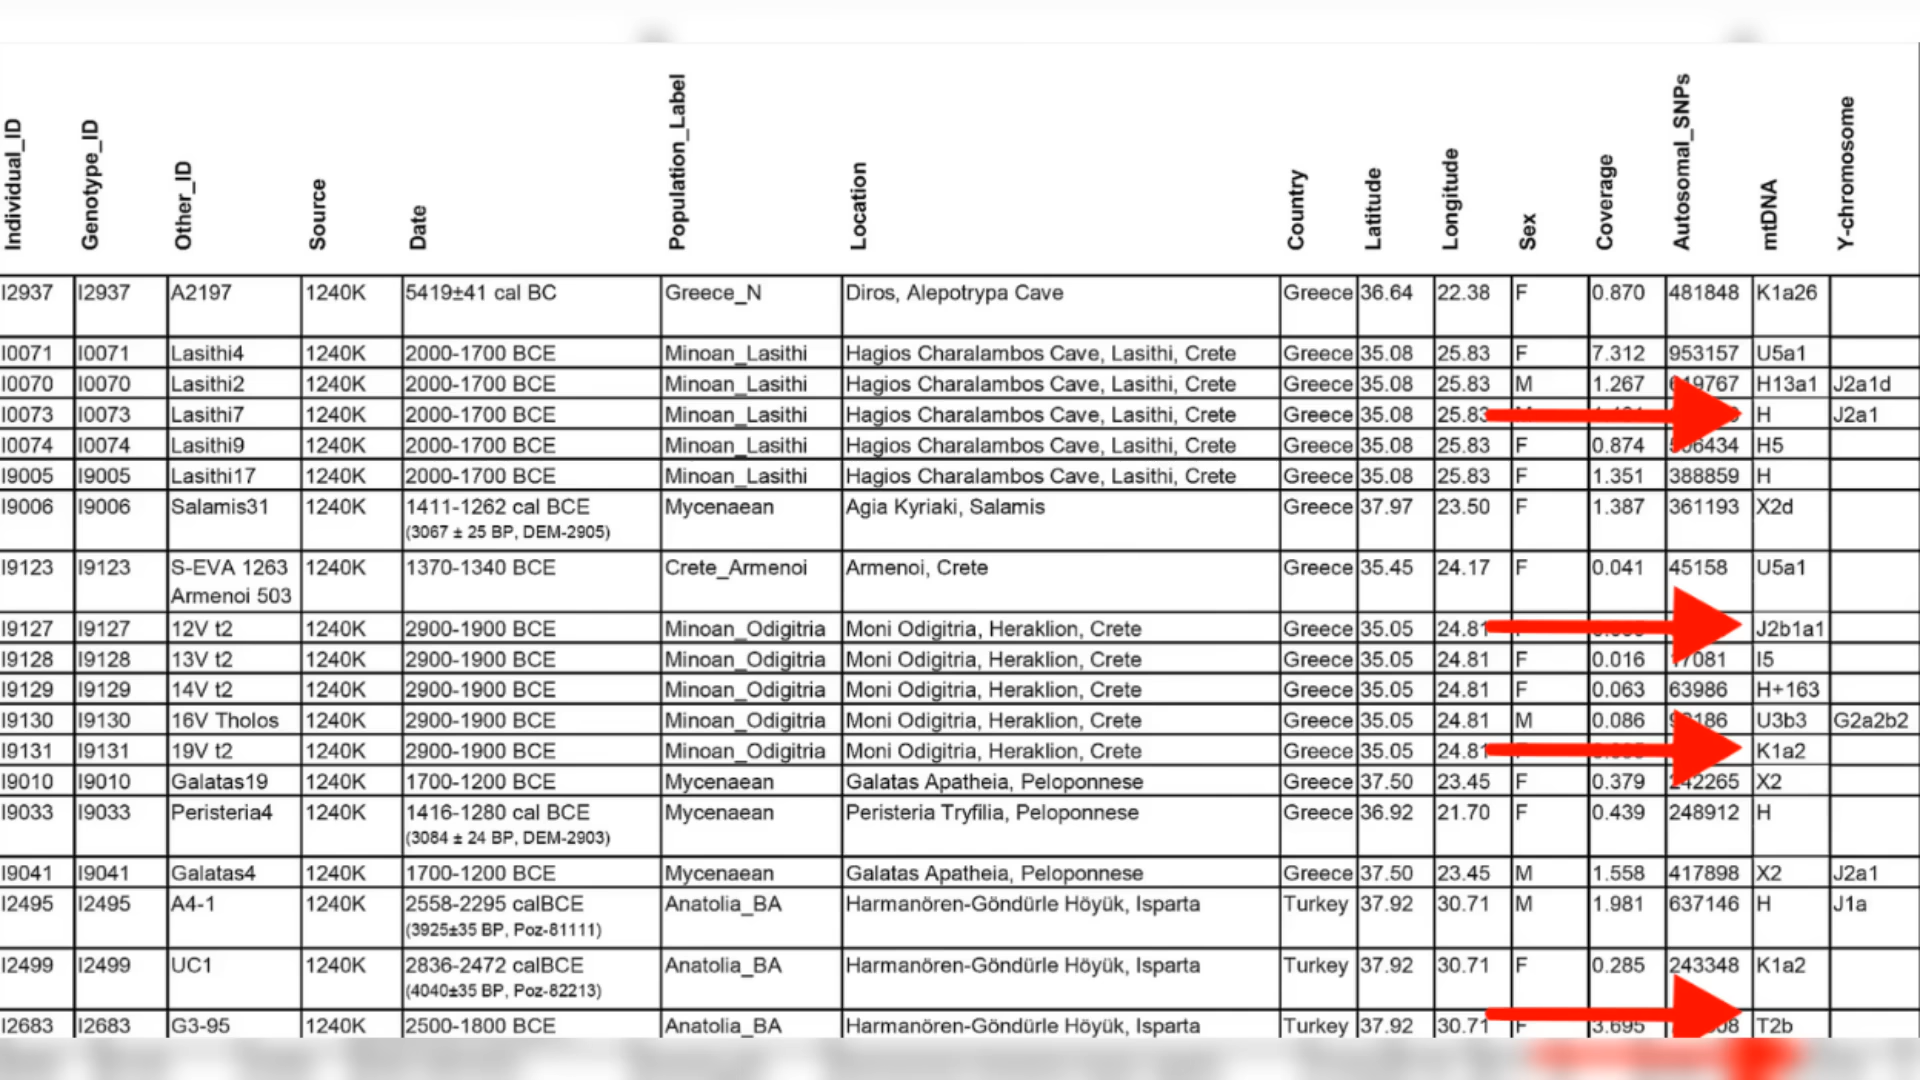 Individual_ID Genotype_ID Other_ID Source Date Population_Label Location Country Latitude Longitude Sex Coverage Autosomal_SNPs mtDNA Y-chromosome
I2937 I2937 A2197 1240K 5419±41 cal BC Greece_N Diros, Alepotrypa Cave Greece 36.64 22.38 F 0.870 481848 K1a26
I0071 I0071 Lasithi4 1240K 2000-1700 BCE Minoan_Lasithi Hagios Charalambos Cave, Lasithi, Crete Greece 35.08 25.83 F 7.312 953157 U5a1
I0070 I0070 Lasithi2 1240K 2000-1700 BCE Minoan_Lasithi Hagios Charalambos Cave, Lasithi, Crete Greece 35.08 25.83 M 1.267 H13a1 J2a1d
I0073 I0073 Lasithi7 1240K 2000-1700 BCE Minoan_Lasithi Hagios Charalambos Cave, Lasithi, Crete Greece 35.08 25.83 H J2a1
I0074 I0074 Lasithi9 1240K 2000-1700 BCE Minoan_Lasithi Hagios Charalambos Cave, Lasithi, Crete Greece 35.08 25.83 F 0.874 H5
I9005 I9005 Lasithi17 1240K 2000-1700 BCE Minoan_Lasithi Hagios Charalambos Cave, Lasithi, Crete Greece 35.08 25.83 F 1.351 388859 H
I9006 I9006 Salamis31 1240K 1411-1262 cal BCE Mycenaean Agia Kyriaki, Salamis Greece 37.97 23.50 F 1.387 361193 X2d
(3067 ± 25 BP, DEM-2905)
I9123 I9123 S-EVA 1263 1240K 1370-1340 BCE Crete_Armenoi Armenoi, Crete Greece 35.45 24.17 F 0.041 45158 U5a1
Armenoi 503
I9127 I9127 12V t2 1240K 2900-1900 BCE Minoan_Odigitria Moni Odigitria, Heraklion, Crete Greece 35.05 24.81 J2b1a1
I9128 I9128 13V t2 1240K 2900-1900 BCE Minoan_Odigitria Moni Odigitria, Heraklion, Crete Greece 35.05 24.81 F 0.016 I5
I9129 I9129 14V t2 1240K 2900-1900 BCE Minoan_Odigitria Moni Odigitria, Heraklion, Crete Greece 35.05 24.81 F 0.063 63986 H+163
I9130 I9130 16V Tholos 1240K 2900-1900 BCE Minoan_Odigitria Moni Odigitria, Heraklion, Crete Greece 35.05 24.81 M 0.086 U3b3 G2a2b2
I9131 I9131 19V t2 1240K 2900-1900 BCE Minoan_Odigitria Moni Odigitria, Heraklion, Crete Greece 35.05 24.81 K1a2
I9010 I9010 Galatas19 1240K 1700-1200 BCE Mycenaean Galatas Apatheia, Peloponnese Greece 37.50 23.45 F 0.379 242265 X2
I9033 I9033 Peristeria4 1240K 1416-1280 cal BCE Mycenaean Peristeria Tryfilia, Peloponnese Greece 36.92 21.70 F 0.439 248912 H
(3084 ± 24 BP, DEM-2903)
I9041 I9041 Galatas4 1240K 1700-1200 BCE Mycenaean Galatas Apatheia, Peloponnese Greece 37.50 23.45 M 1.558 417898 X2 J2a1
I2495 I2495 A4-1 1240K 2558-2295 calBCE Anatolia_BA Harmanören-Göndürle Höyük, Isparta Turkey 37.92 30.71 M 1.981 637146 H J1a
(3925±35 BP, Poz-81111)
I2499 I2499 UC1 1240K 2836-2472 calBCE Anatolia_BA Harmanören-Göndürle Höyük, Isparta Turkey 37.92 30.71 F 0.285 243348 K1a2
(4040±35 BP, Poz-82213)
I2683 I2683 G3-95 1240K 2500-1800 BCE Anatolia_BA Harmanören-Göndürle Höyük, Isparta Turkey 37.92 30.71 F 3.695 T2b